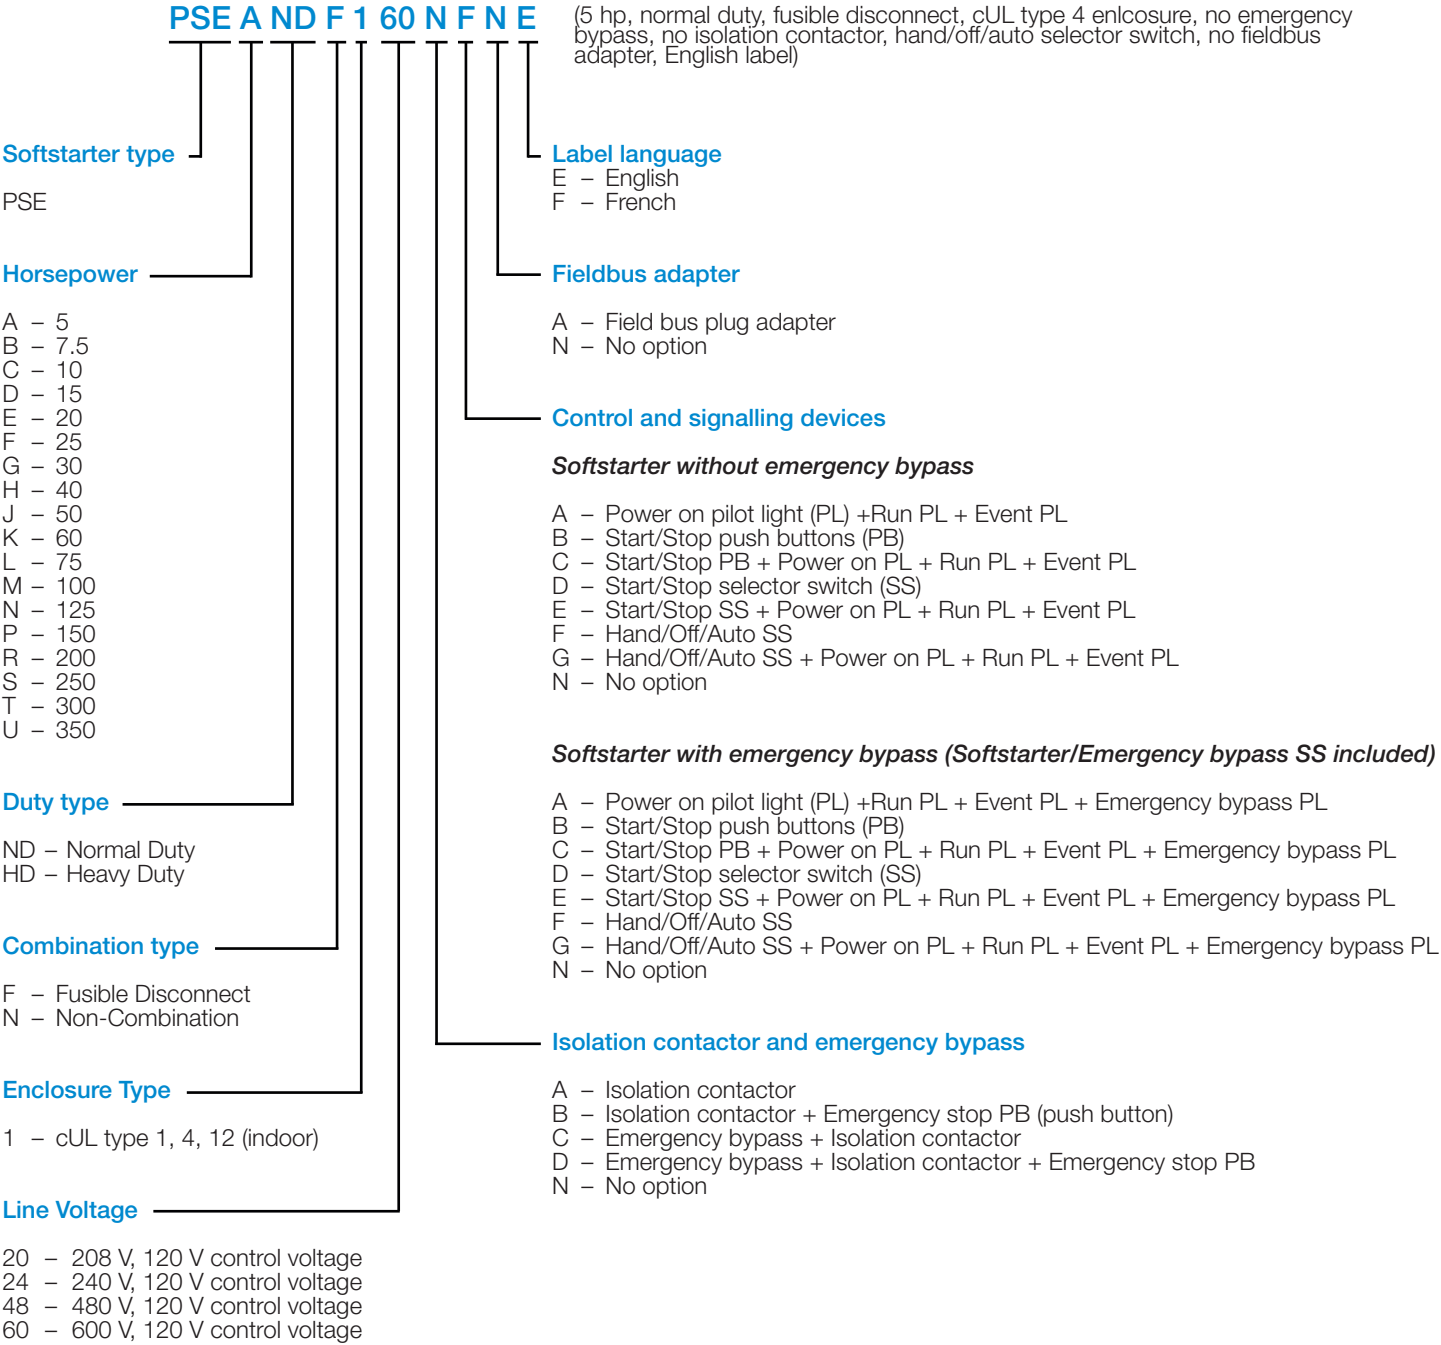 PSE A ND F 1 60 N F N E
(5 hp, normal duty, fusible disconnect, cUL type 4 enlcosure, no emergency
bypass, no isolation contactor, hand/off/auto selector switch, no fieldbus
adapter, English label)
Softstarter type
PSE
Horsepower
A – 5
B – 7.5
C – 10
D – 15
E – 20
F – 25
G – 30
H – 40
J – 50
K – 60
L – 75
M – 100
N – 125
P – 150
R – 200
S – 250
T – 300
U – 350
Duty type
ND – Normal Duty
HD – Heavy Duty
Combination type
F – Fusible Disconnect
N – Non-Combination
Enclosure Type
1 – cUL type 1, 4, 12 (indoor)
Line Voltage
20 – 208 V, 120 V control voltage
24 – 240 V, 120 V control voltage
48 – 480 V, 120 V control voltage
60 – 600 V, 120 V control voltage
Label language
E – English
F – French
Fieldbus adapter
A – Field bus plug adapter
N – No option
Control and signalling devices
Softstarter without emergency bypass
A – Power on pilot light (PL) +Run PL + Event PL
B – Start/Stop push buttons (PB)
C – Start/Stop PB + Power on PL + Run PL + Event PL
D – Start/Stop selector switch (SS)
E – Start/Stop SS + Power on PL + Run PL + Event PL
F – Hand/Off/Auto SS
G – Hand/Off/Auto SS + Power on PL + Run PL + Event PL
N – No option
Softstarter with emergency bypass (Softstarter/Emergency bypass SS included)
A – Power on pilot light (PL) +Run PL + Event PL + Emergency bypass PL
B – Start/Stop push buttons (PB)
C – Start/Stop PB + Power on PL + Run PL + Event PL + Emergency bypass PL
D – Start/Stop selector switch (SS)
E – Start/Stop SS + Power on PL + Run PL + Event PL + Emergency bypass PL
F – Hand/Off/Auto SS
G – Hand/Off/Auto SS + Power on PL + Run PL + Event PL + Emergency bypass PL
N – No option
Isolation contactor and emergency bypass
A – Isolation contactor
B – Isolation contactor + Emergency stop PB (push button)
C – Emergency bypass + Isolation contactor
D – Emergency bypass + Isolation contactor + Emergency stop PB
N – No option